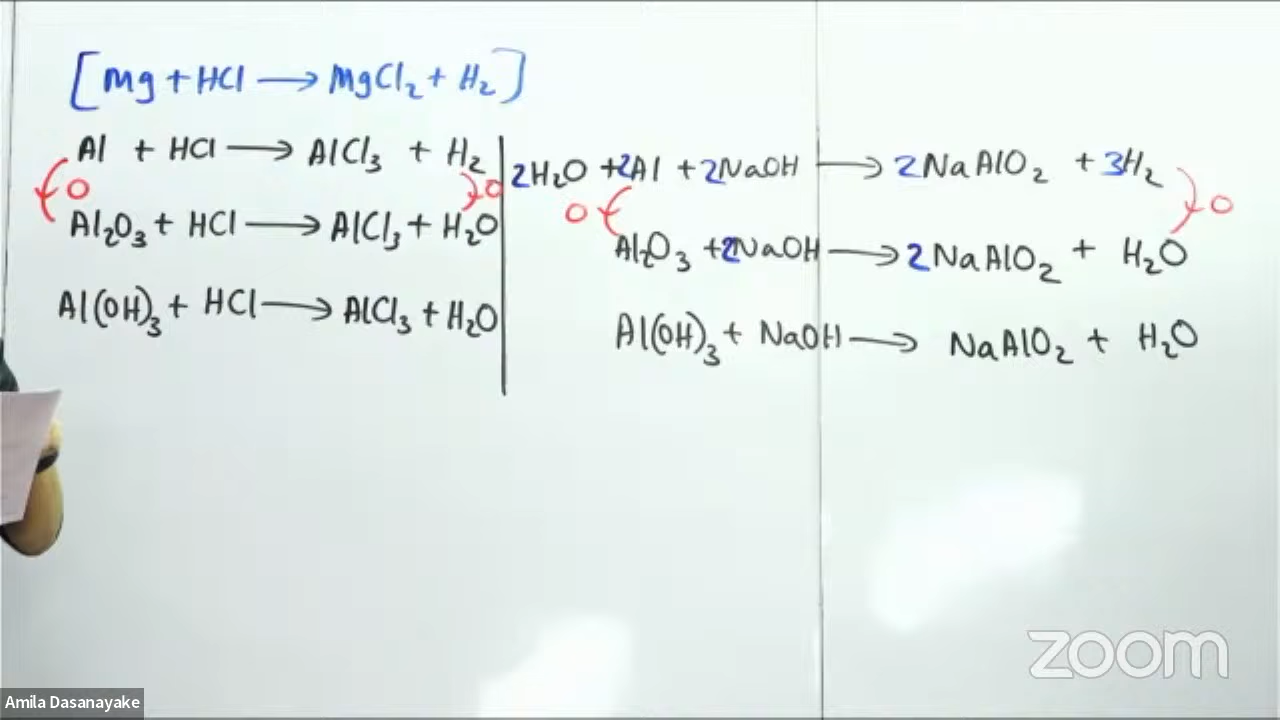 [Mg + HCl → MgCl₂ + H₂]
Al + HCl → AlCl₃ + H₂
O O
Al₂O₃ + HCl → AlCl₃ + H₂O
Al(OH)₃ + HCl → AlCl₃ + H₂O
2H₂O + 2Al + 2NaOH → 2NaAlO₂ + 3H₂
O O
Al₂O₃ + 2NaOH → 2NaAlO₂ + H₂O
Al(OH)₃ + NaOH → NaAlO₂ + H₂O
zoom
Amila Dasanayake